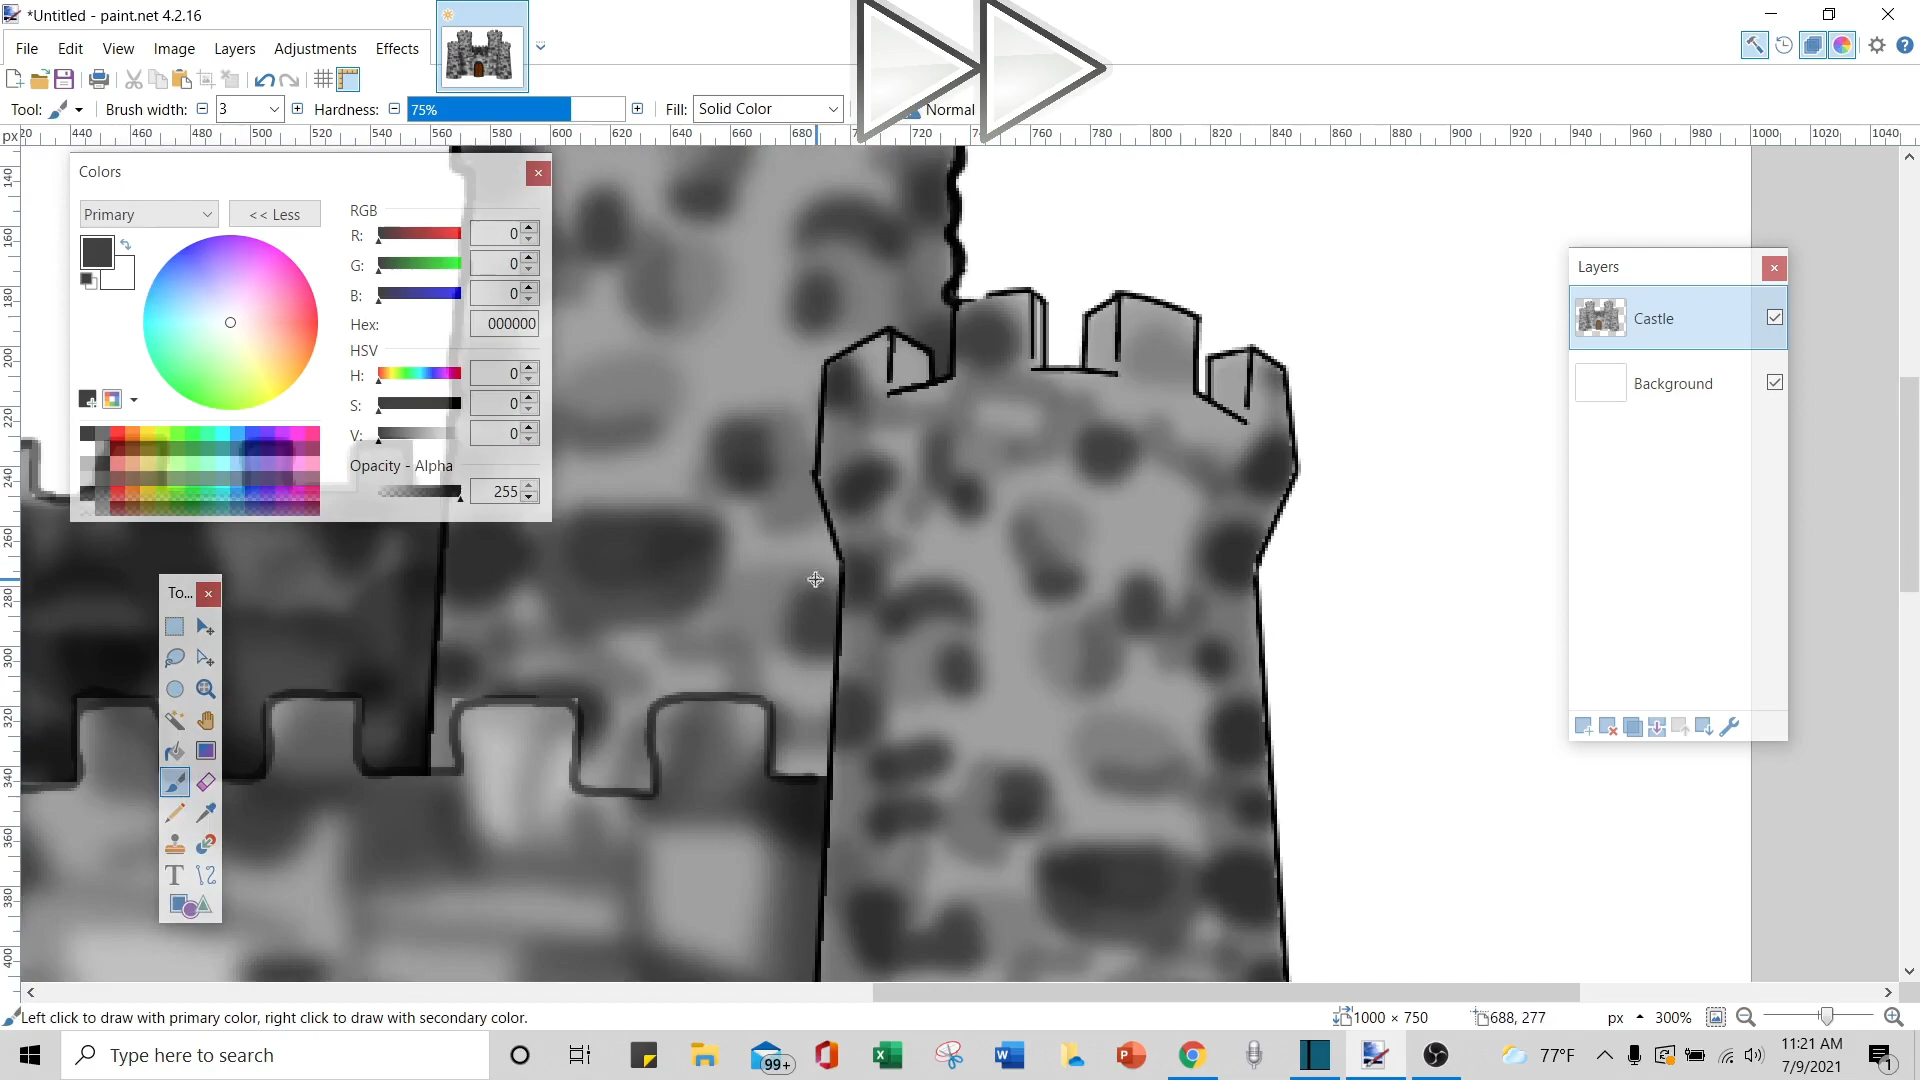 *Untitled - paint.net 4.2.16
File Edit View Image Layers Adjustments Effects
Tool: Brush width: 3 Hardness: 75% Fill: Solid Color Normal
px 440 460 480 500 520 540 560 580 600 620 640 660 680 720 760 780 800 820 840 860 880 900 920 940 960 980 1000 1020 1040
140
160
180
200
220
240
260
280
300
320
340
360
380
400
Colors
Primary
<< Less
RGB
R: 0
G: 0
B: 0
Hex: 000000
HSV
H: 0
S: 0
V: 0
Opacity - Alpha
255
To...
T
Layers
Castle
Background
Left click to draw with primary color, right click to draw with secondary color.
1000 × 750
688, 277
px
300%
Type here to search
99+
77°F
11:21 AM
7/9/2021
1